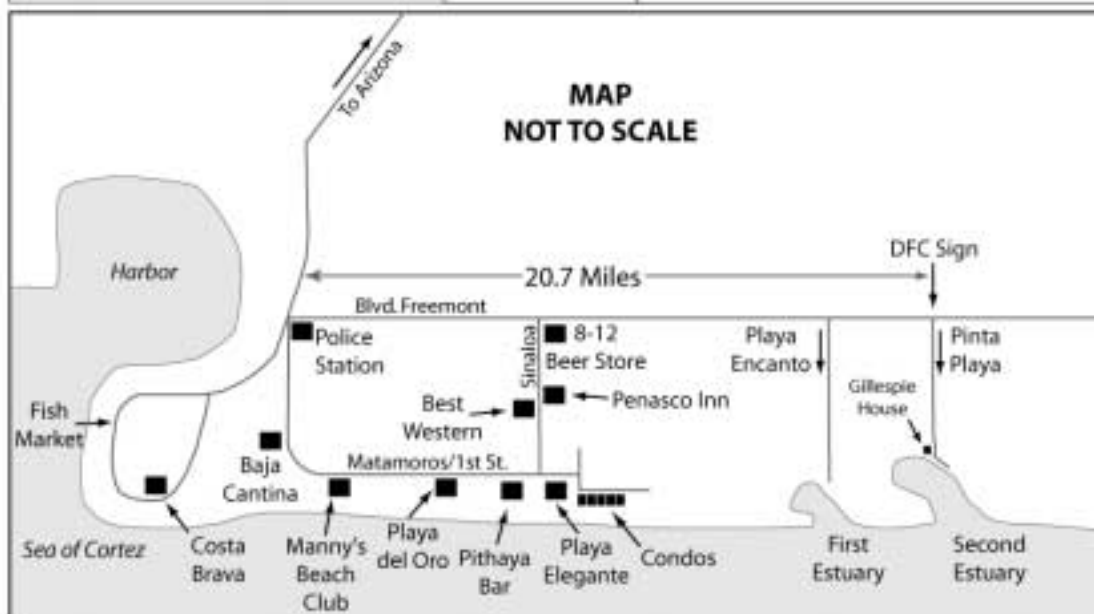 To Arizona
MAP
NOT TO SCALE
Harbor
DFC Sign
20.7 Miles
Blvd. Freemont
Police
Station
Sinaloa
8-12
Beer Store
Playa
Encanto
Pinta
Playa
Fish
Market
Best
Western
Penasco Inn
Gillespie
House
Baja
Cantina
Matamoros/1st St.
Sea of Cortez
Costa
Brava
Manny's
Beach
Club
Playa
del Oro
Pithaya
Bar
Playa
Elegante
Condos
First
Estuary
Second
Estuary